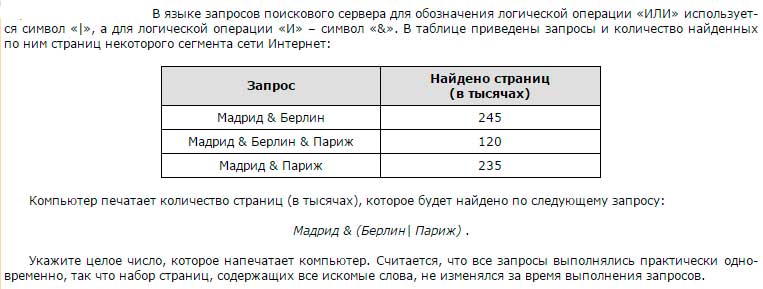 В языке запросов поискового сервера для обозначения логической операции «ИЛИ» использует-
ся символ «|», а для логической операции «И» – символ «&». В таблице приведены запросы и количество найденных
по ним страниц некоторого сегмента сети Интернет:
Запрос Найдено страниц
(в тысячах)
Мадрид & Берлин 245
Мадрид & Берлин & Париж 120
Мадрид & Париж 235
Компьютер печатает количество страниц (в тысячах), которое будет найдено по следующему запросу:
Мадрид & (Берлин| Париж) .
Укажите целое число, которое напечатает компьютер. Считается, что все запросы выполнялись практически одно-
временно, так что набор страниц, содержащих все искомые слова, не изменялся за время выполнения запросов.